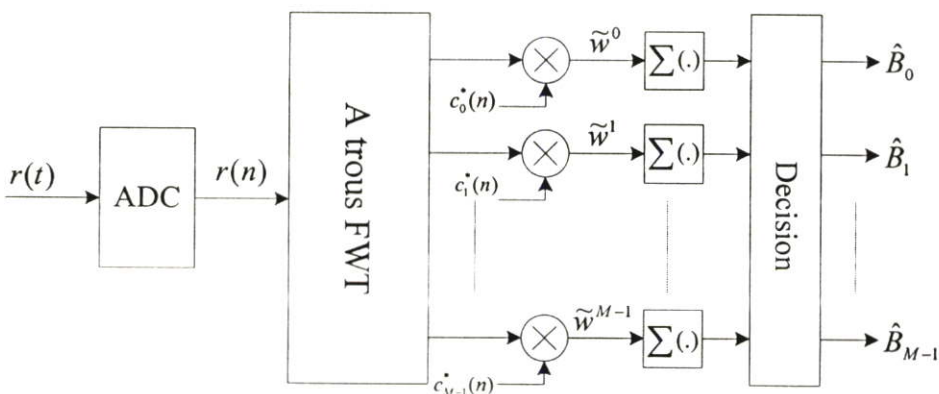 r(t)
ADC
r(n)
A trous FWT
c₀*(n)
w̃⁰
Σ(.)
B̂₀
c₁*(n)
w̃¹
Σ(.)
B̂₁
c*M−1(n)
w̃ᴹ⁻¹
Σ(.)
Decision
B̂M−1